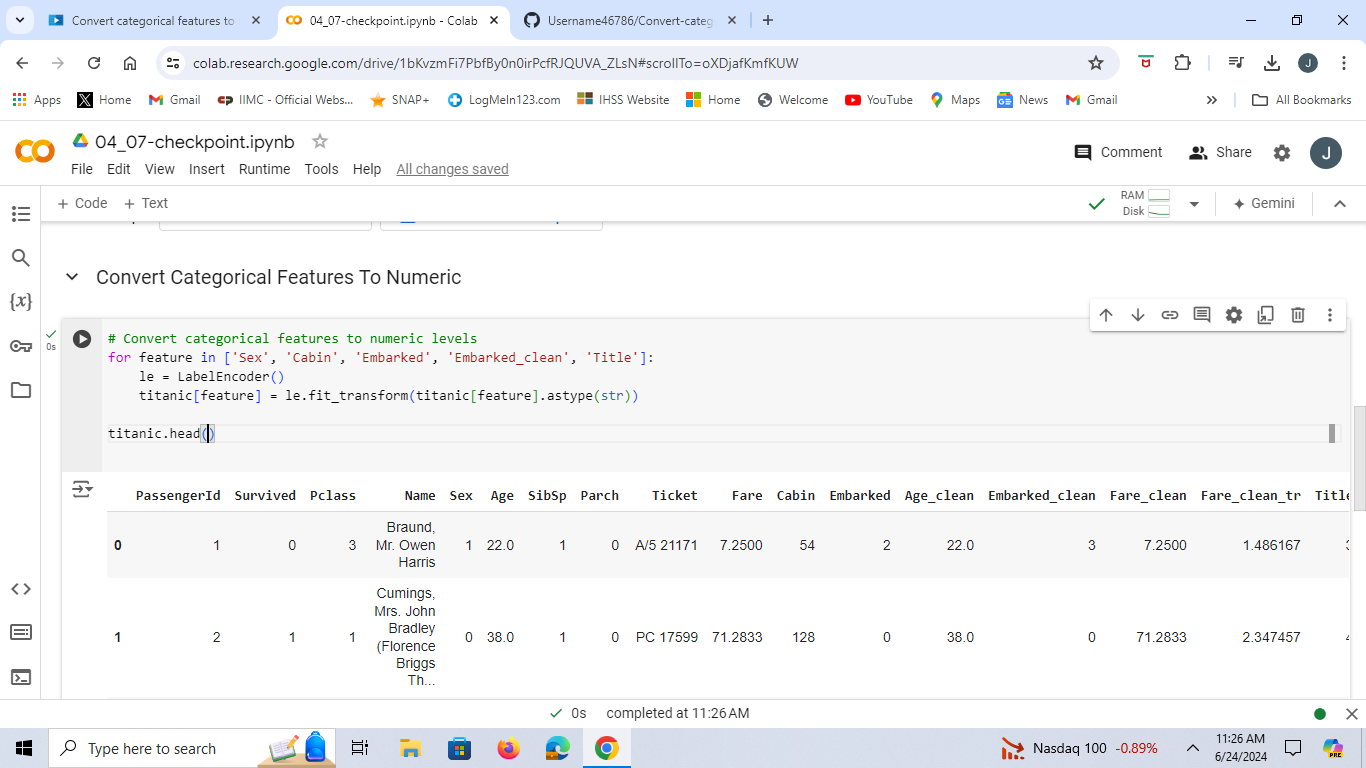 Convert categorical features to
04_07-checkpoint.ipynb - Colab
Username46786/Convert-categ
colab.research.google.com/drive/1bKvzmFi7PbfBy0n0irPcfRJQUVA_ZLsN#scrollTo=oXDjafKmfKUW
J
Apps
Home
Gmail
IIMC - Official Webs...
SNAP+
LogMeIn123.com
IHSS Website
Home
Welcome
YouTube
Maps
News
Gmail
All Bookmarks
04_07-checkpoint.ipynb
Comment
Share
J
File Edit View Insert Runtime Tools Help All changes saved
+ Code + Text
RAM
Disk
Gemini
Convert Categorical Features To Numeric
0s
# Convert categorical features to numeric levels
for feature in ['Sex', 'Cabin', 'Embarked', 'Embarked_clean', 'Title']:
    le = LabelEncoder()
    titanic[feature] = le.fit_transform(titanic[feature].astype(str))
titanic.head()
PassengerId Survived Pclass Name Sex Age SibSp Parch Ticket Fare Cabin Embarked Age_clean Embarked_clean Fare_clean Fare_clean_tr Title
0 1 0 3 Braund, Mr. Owen Harris 1 22.0 1 0 A/5 21171 7.2500 54 2 22.0 3 7.2500 1.486167
1 2 1 1 Cumings, Mrs. John Bradley (Florence Briggs Th... 0 38.0 1 0 PC 17599 71.2833 128 0 38.0 0 71.2833 2.347457
0s completed at 11:26 AM
Type here to search
Nasdaq 100 -0.89%
11:26 AM
6/24/2024
PRE